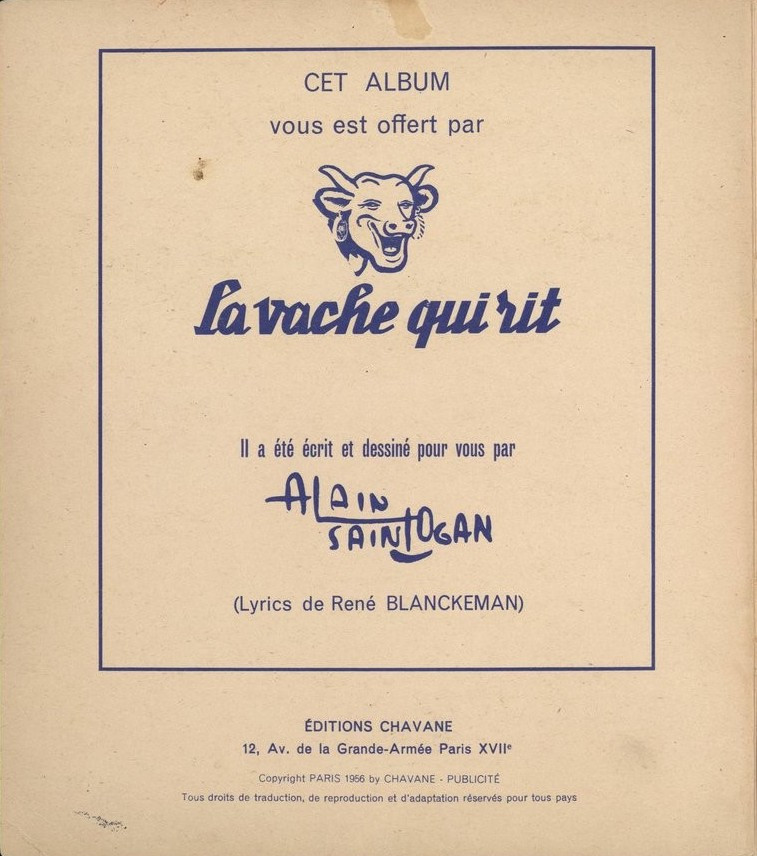 CET ALBUM
vous est offert par
La vache qui rit
Il a été écrit et dessiné pour vous par
ALAIN
SAINT OGAN
(Lyrics de René BLANCKEMAN)
ÉDITIONS CHAVANE
12, Av. de la Grande-Armée Paris XVIIᵉ
Copyright PARIS 1956 by CHAVANE - PUBLICITÉ
Tous droits de traduction, de reproduction et d'adaptation réservés pour tous pays